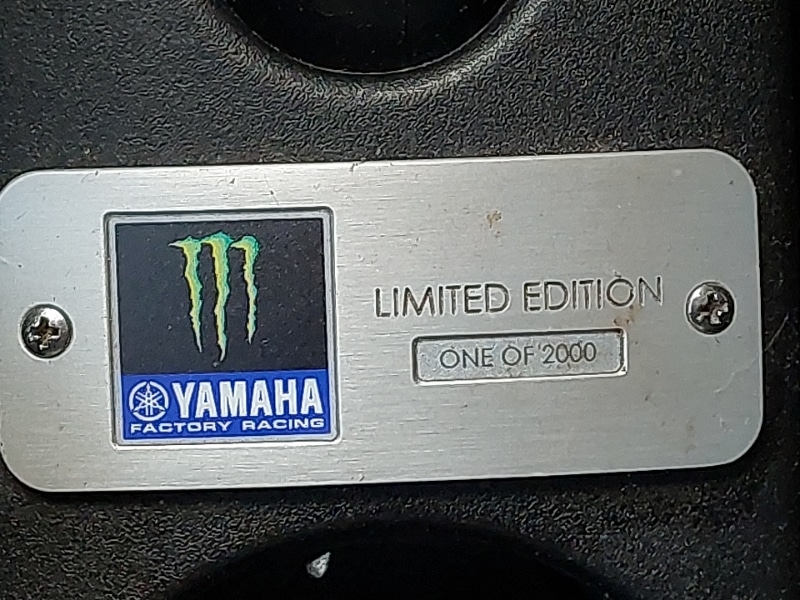 YAMAHA
FACTORY RACING
LIMITED EDITION
ONE OF 2000